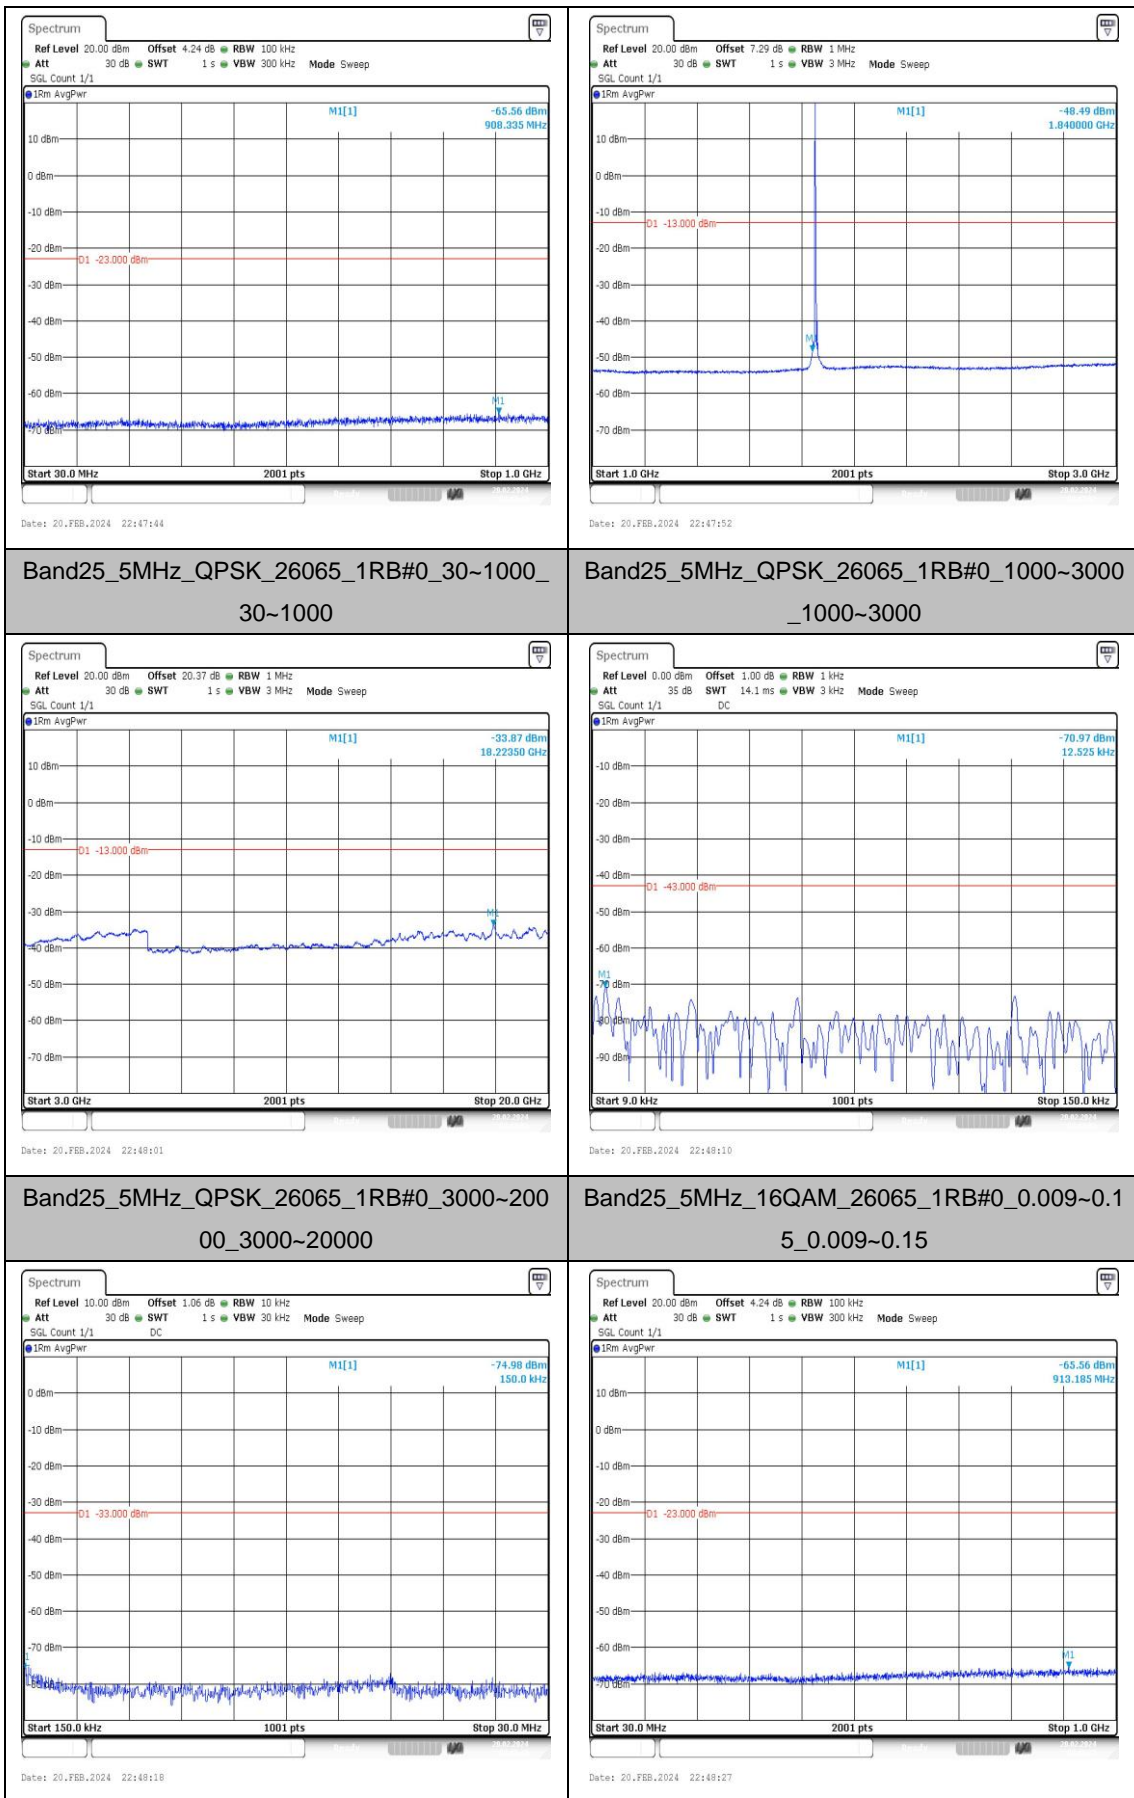 Spectrum
Ref Level 20.00 dBm Offset 4.24 dB RBW 100 kHz
Att 30 dB SWT 1 s VBW 300 kHz Mode Sweep
SGL Count 1/1
1Rm AvgPwr
M1[1] -65.56 dBm
908.335 MHz
10 dBm
0 dBm
-10 dBm
-20 dBm
D1 -23.000 dBm
-30 dBm
-40 dBm
-50 dBm
-60 dBm
M1
-70 dBm
Start 30.0 MHz 2001 pts Stop 1.0 GHz
Date: 20.FEB.2024 22:47:44
Spectrum
Ref Level 20.00 dBm Offset 7.29 dB RBW 1 MHz
Att 30 dB SWT 1 s VBW 3 MHz Mode Sweep
SGL Count 1/1
1Rm AvgPwr
M1[1] -48.49 dBm
1.840000 GHz
10 dBm
0 dBm
-10 dBm
D1 -13.000 dBm
-20 dBm
-30 dBm
-40 dBm
-50 dBm
-60 dBm
-70 dBm
Start 1.0 GHz 2001 pts Stop 3.0 GHz
Date: 20.FEB.2024 22:47:52
Band25_5MHz_QPSK_26065_1RB#0_30~1000_
30~1000
Band25_5MHz_QPSK_26065_1RB#0_1000~3000
_1000~3000
Spectrum
Ref Level 20.00 dBm Offset 20.37 dB RBW 1 MHz
Att 30 dB SWT 1 s VBW 3 MHz Mode Sweep
SGL Count 1/1
1Rm AvgPwr
M1[1] -33.87 dBm
18.22350 GHz
10 dBm
0 dBm
-10 dBm
D1 -13.000 dBm
-20 dBm
-30 dBm
M1
-40 dBm
-50 dBm
-60 dBm
-70 dBm
Start 3.0 GHz 2001 pts Stop 20.0 GHz
Date: 20.FEB.2024 22:48:01
Spectrum
Ref Level 0.00 dBm Offset 1.00 dB RBW 1 kHz
Att 35 dB SWT 14.1 ms VBW 3 kHz Mode Sweep
SGL Count 1/1 DC
1Rm AvgPwr
M1[1] -70.97 dBm
12.525 kHz
-10 dBm
-20 dBm
-30 dBm
-40 dBm
D1 -43.000 dBm
-50 dBm
-60 dBm
M1
-70 dBm
-80 dBm
-90 dBm
Start 9.0 kHz 1001 pts Stop 150.0 kHz
Date: 20.FEB.2024 22:48:10
Band25_5MHz_QPSK_26065_1RB#0_3000~200
00_3000~20000
Band25_5MHz_16QAM_26065_1RB#0_0.009~0.1
5_0.009~0.15
Spectrum
Ref Level 10.00 dBm Offset 1.06 dB RBW 10 kHz
Att 30 dB SWT 1 s VBW 30 kHz Mode Sweep
SGL Count 1/1 DC
1Rm AvgPwr
M1[1] -74.98 dBm
150.0 kHz
0 dBm
-10 dBm
-20 dBm
-30 dBm
D1 -33.000 dBm
-40 dBm
-50 dBm
-60 dBm
-70 dBm
-80 dBm
Start 150.0 kHz 1001 pts Stop 30.0 MHz
Date: 20.FEB.2024 22:48:18
Spectrum
Ref Level 20.00 dBm Offset 4.24 dB RBW 100 kHz
Att 30 dB SWT 1 s VBW 300 kHz Mode Sweep
SGL Count 1/1
1Rm AvgPwr
M1[1] -65.56 dBm
913.185 MHz
10 dBm
0 dBm
-10 dBm
-20 dBm
D1 -23.000 dBm
-30 dBm
-40 dBm
-50 dBm
-60 dBm
M1
-70 dBm
Start 30.0 MHz 2001 pts Stop 1.0 GHz
Date: 20.FEB.2024 22:48:27